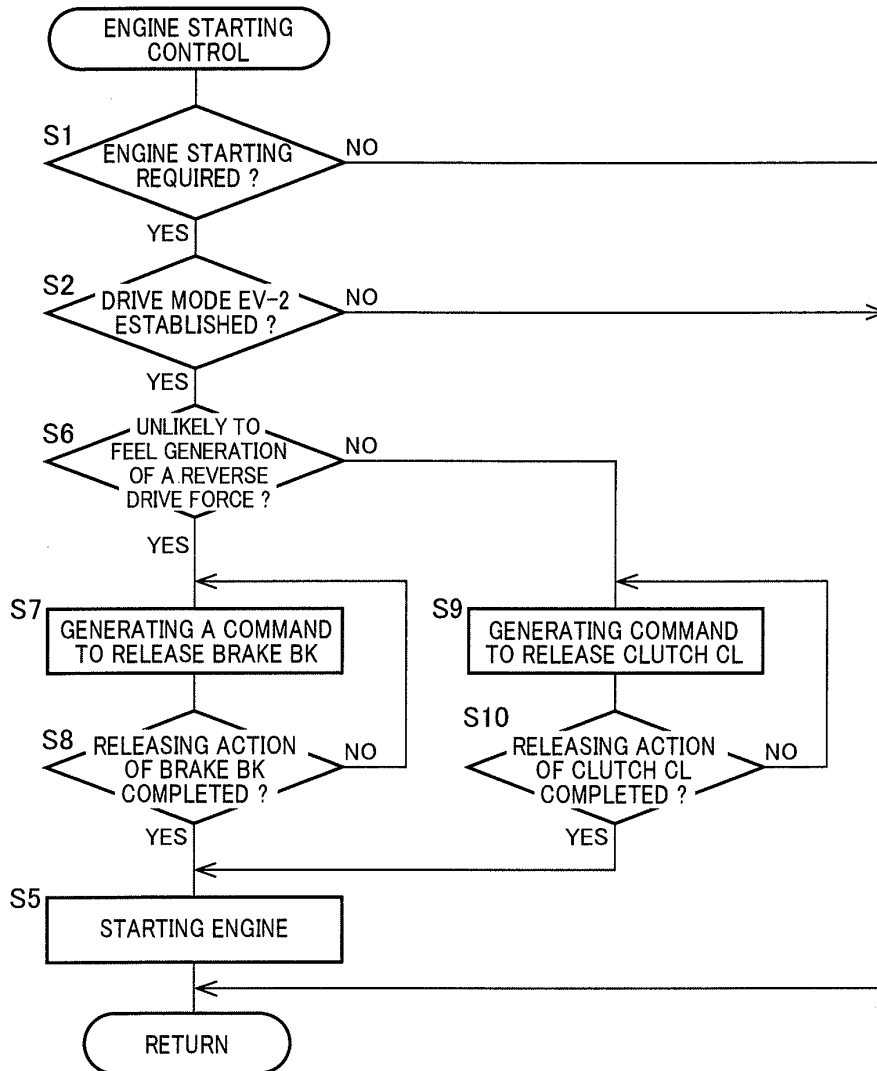 ENGINE STARTING
CONTROL
S1
ENGINE STARTING
REQUIRED ?
NO
YES
S2
DRIVE MODE EV-2
ESTABLISHED ?
NO
YES
S6
UNLIKELY TO
FEEL GENERATION
OF A REVERSE
DRIVE FORCE ?
NO
YES
S7
GENERATING A COMMAND
TO RELEASE BRAKE BK
S9
GENERATING COMMAND
TO RELEASE CLUTCH CL
S8
RELEASING ACTION
OF BRAKE BK
COMPLETED ?
NO
YES
S10
RELEASING ACTION
OF CLUTCH CL
COMPLETED ?
NO
YES
S5
STARTING ENGINE
RETURN